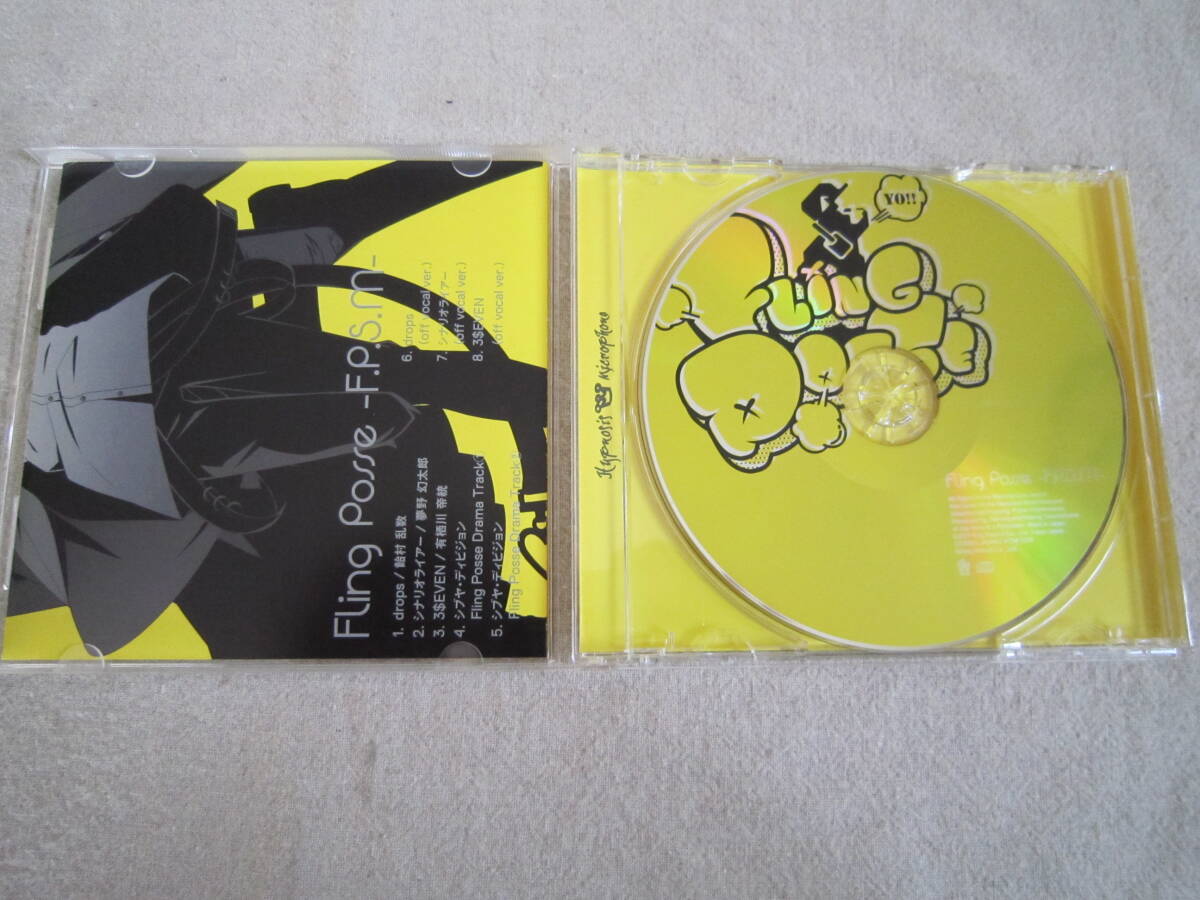 Fling Posse -F.P.S.M-
1. drops / 飴村 乱数
2. シナリオライアー / 夢野 幻太郎
3. 3$EVEN / 有栖川 帝統
4. シブヤ・ディビジョン
Fling Posse Drama Track
5. シブヤ・ディビジョン
Fling Posse Drama Track
6. drops
(off vocal ver.)
7. シナリオライアー
(off vocal ver.)
8. 3$EVEN
(off vocal ver.)
Hypnosis Microphone
YO!!
FLING
Fling Posse